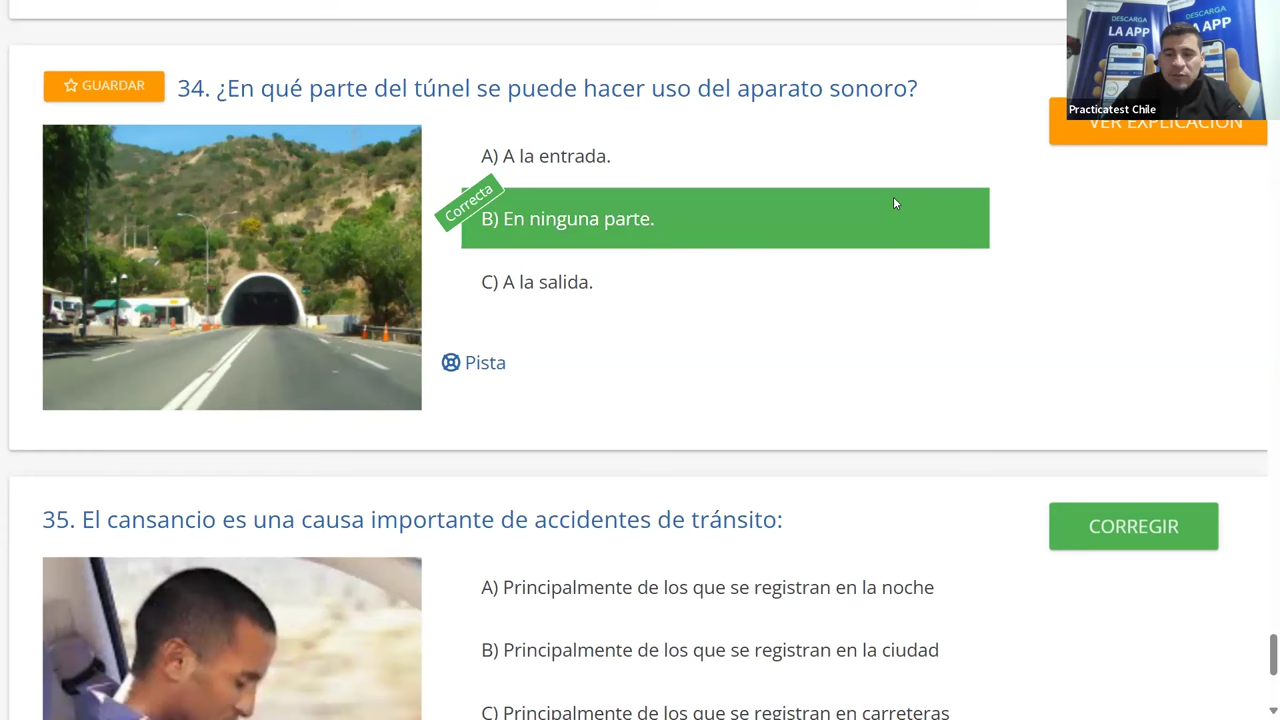 DESCARGA
LA APP
DESCARGA
LA APP
Practicatest Chile
GUARDAR
34. ¿En qué parte del túnel se puede hacer uso del aparato sonoro?
VER EXPLICACIÓN
A) A la entrada.
Correcta
B) En ninguna parte.
C) A la salida.
Pista
35. El cansancio es una causa importante de accidentes de tránsito:
CORREGIR
A) Principalmente de los que se registran en la noche
B) Principalmente de los que se registran en la ciudad
C) Principalmente de los que se registran en carreteras